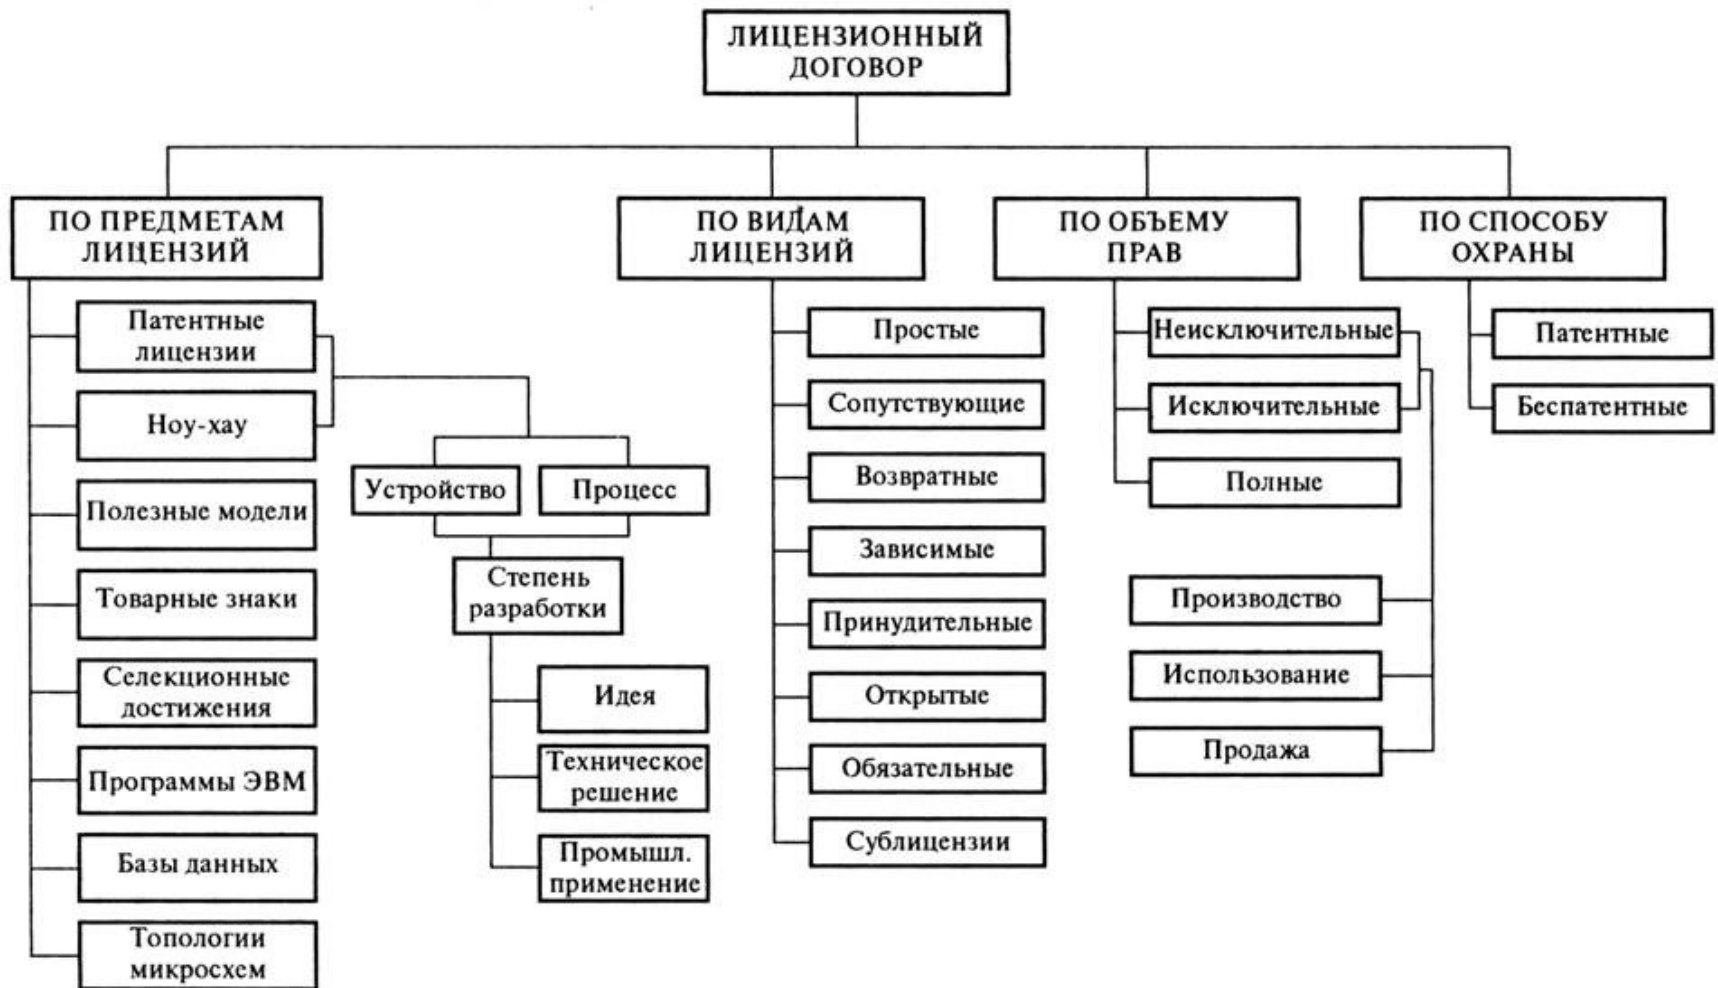 ЛИЦЕНЗИОННЫЙ
ДОГОВОР
ПО ПРЕДМЕТАМ
ЛИЦЕНЗИЙ
Патентные
лицензии
Ноу-хау
Полезные модели
Товарные знаки
Селекционные
достижения
Программы ЭВМ
Базы данных
Топологии
микросхем
Устройство
Процесс
Степень
разработки
Идея
Техническое
решение
Промышл.
применение
ПО ВИДАМ
ЛИЦЕНЗИЙ
Простые
Сопутствующие
Возвратные
Зависимые
Принудительные
Открытые
Обязательные
Сублицензии
ПО ОБЪЕМУ
ПРАВ
Неисключительные
Исключительные
Полные
Производство
Использование
Продажа
ПО СПОСОБУ
ОХРАНЫ
Патентные
Беспатентные